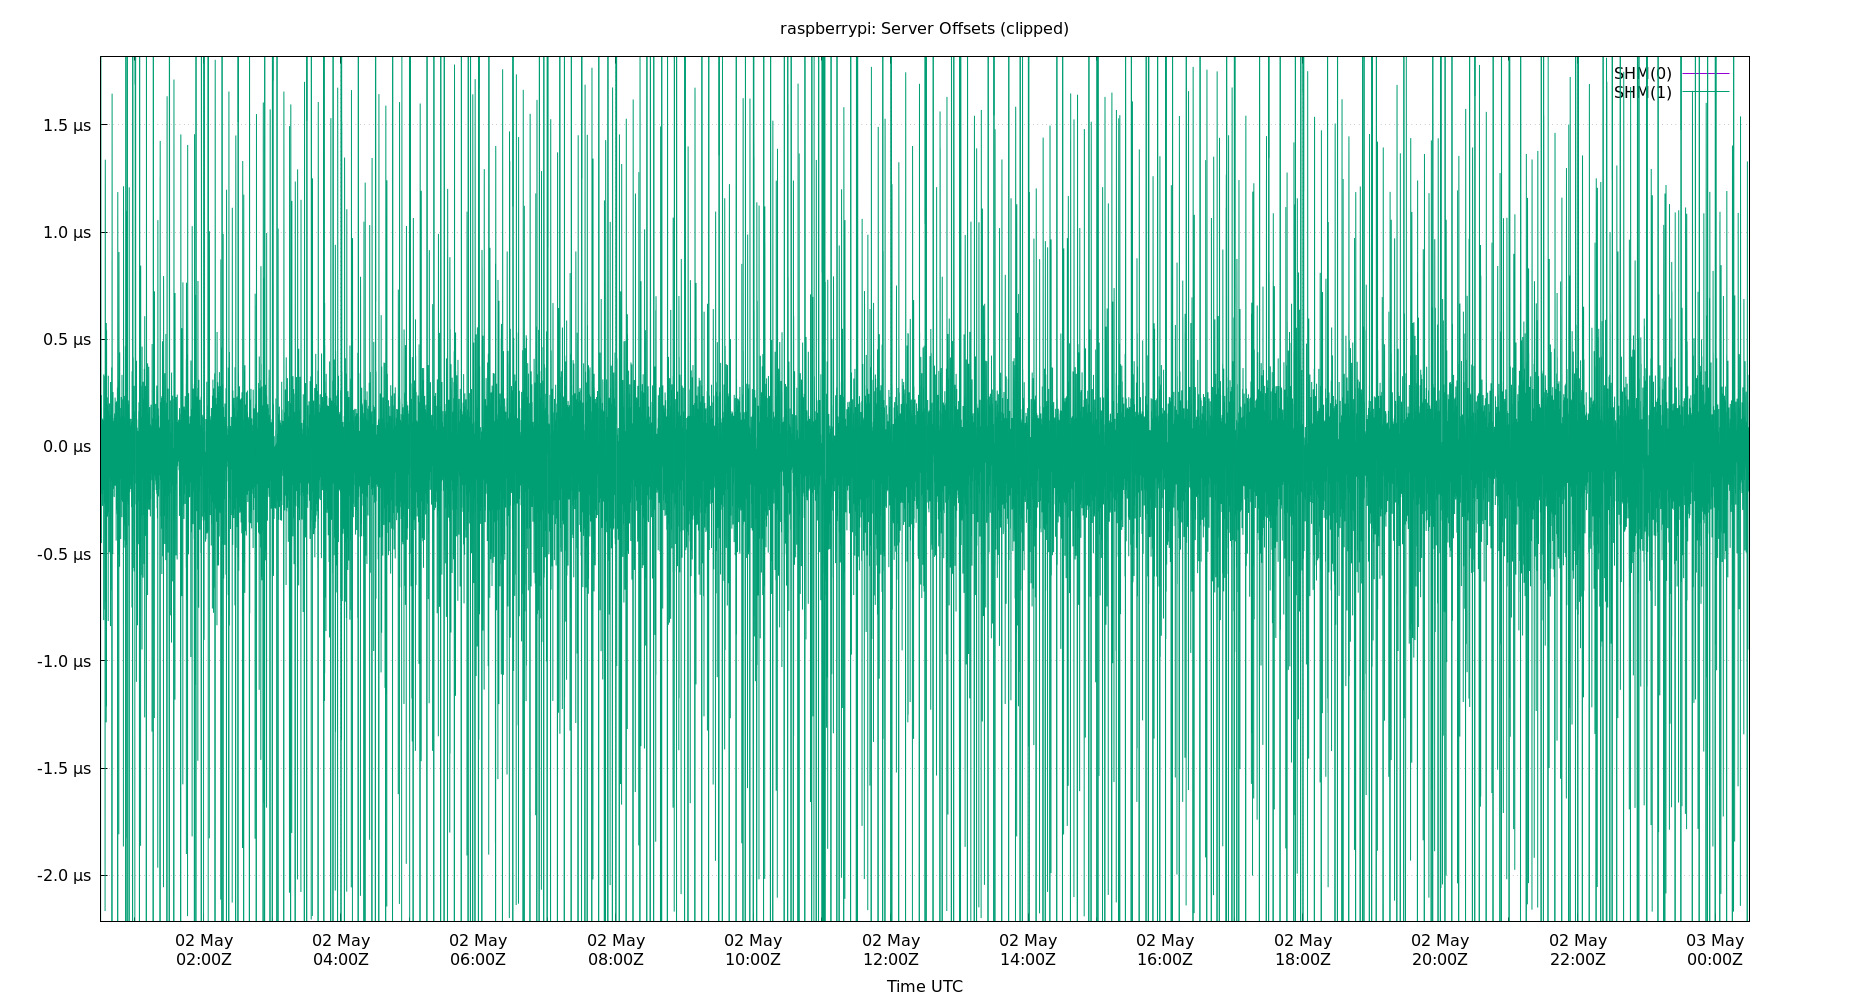 raspberrypi: Server Offsets (clipped)
SHM(0)
SHM(1)
1.5 µs
1.0 µs
0.5 µs
0.0 µs
-0.5 µs
-1.0 µs
-1.5 µs
-2.0 µs
02 May 02 May 02 May 02 May 02 May 02 May 02 May 02 May 02 May 02 May 02 May 03 May
02:00Z 04:00Z 06:00Z 08:00Z 10:00Z 12:00Z 14:00Z 16:00Z 18:00Z 20:00Z 22:00Z 00:00Z
Time UTC